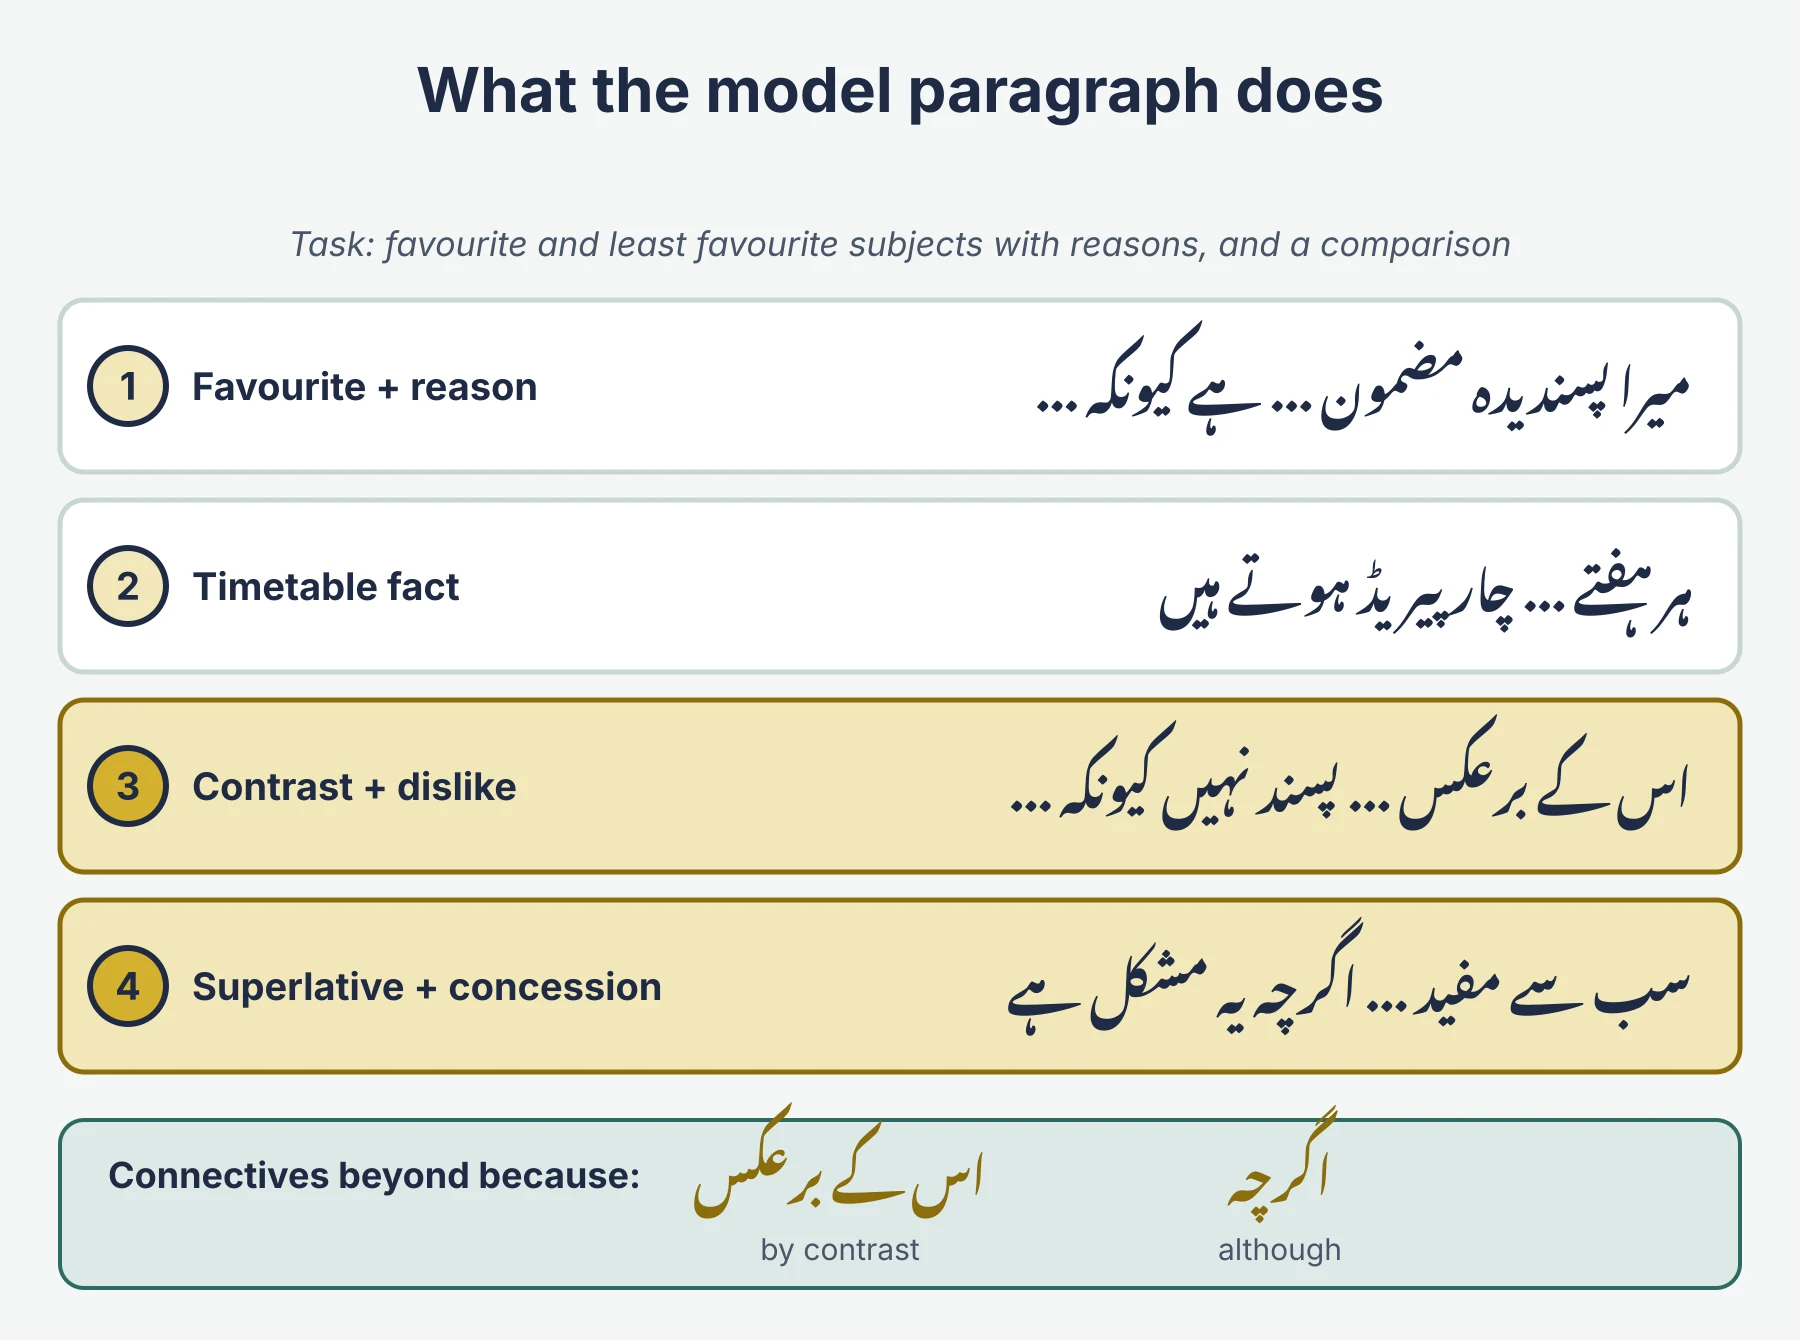 What the model paragraph does
Task: favourite and least favourite subjects with reasons, and a comparison
1 Favourite + reason میرا پسندیدہ مضمون ... ہے کیونکہ ...
2 Timetable fact ہر ہفتے ... چار پیریڈ ہوتے ہیں
3 Contrast + dislike اس کے برعکس ... پسند نہیں کیونکہ ...
4 Superlative + concession سب سے مفید ... اگرچہ یہ مشکل ہے
Connectives beyond because: اس کے برعکس اگرچہ
by contrast although